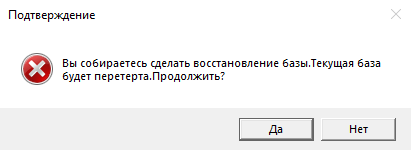 Подтверждение
Вы собираетесь сделать восстановление базы.Текущая база
будет перетерта.Продолжить?
Да
Нет